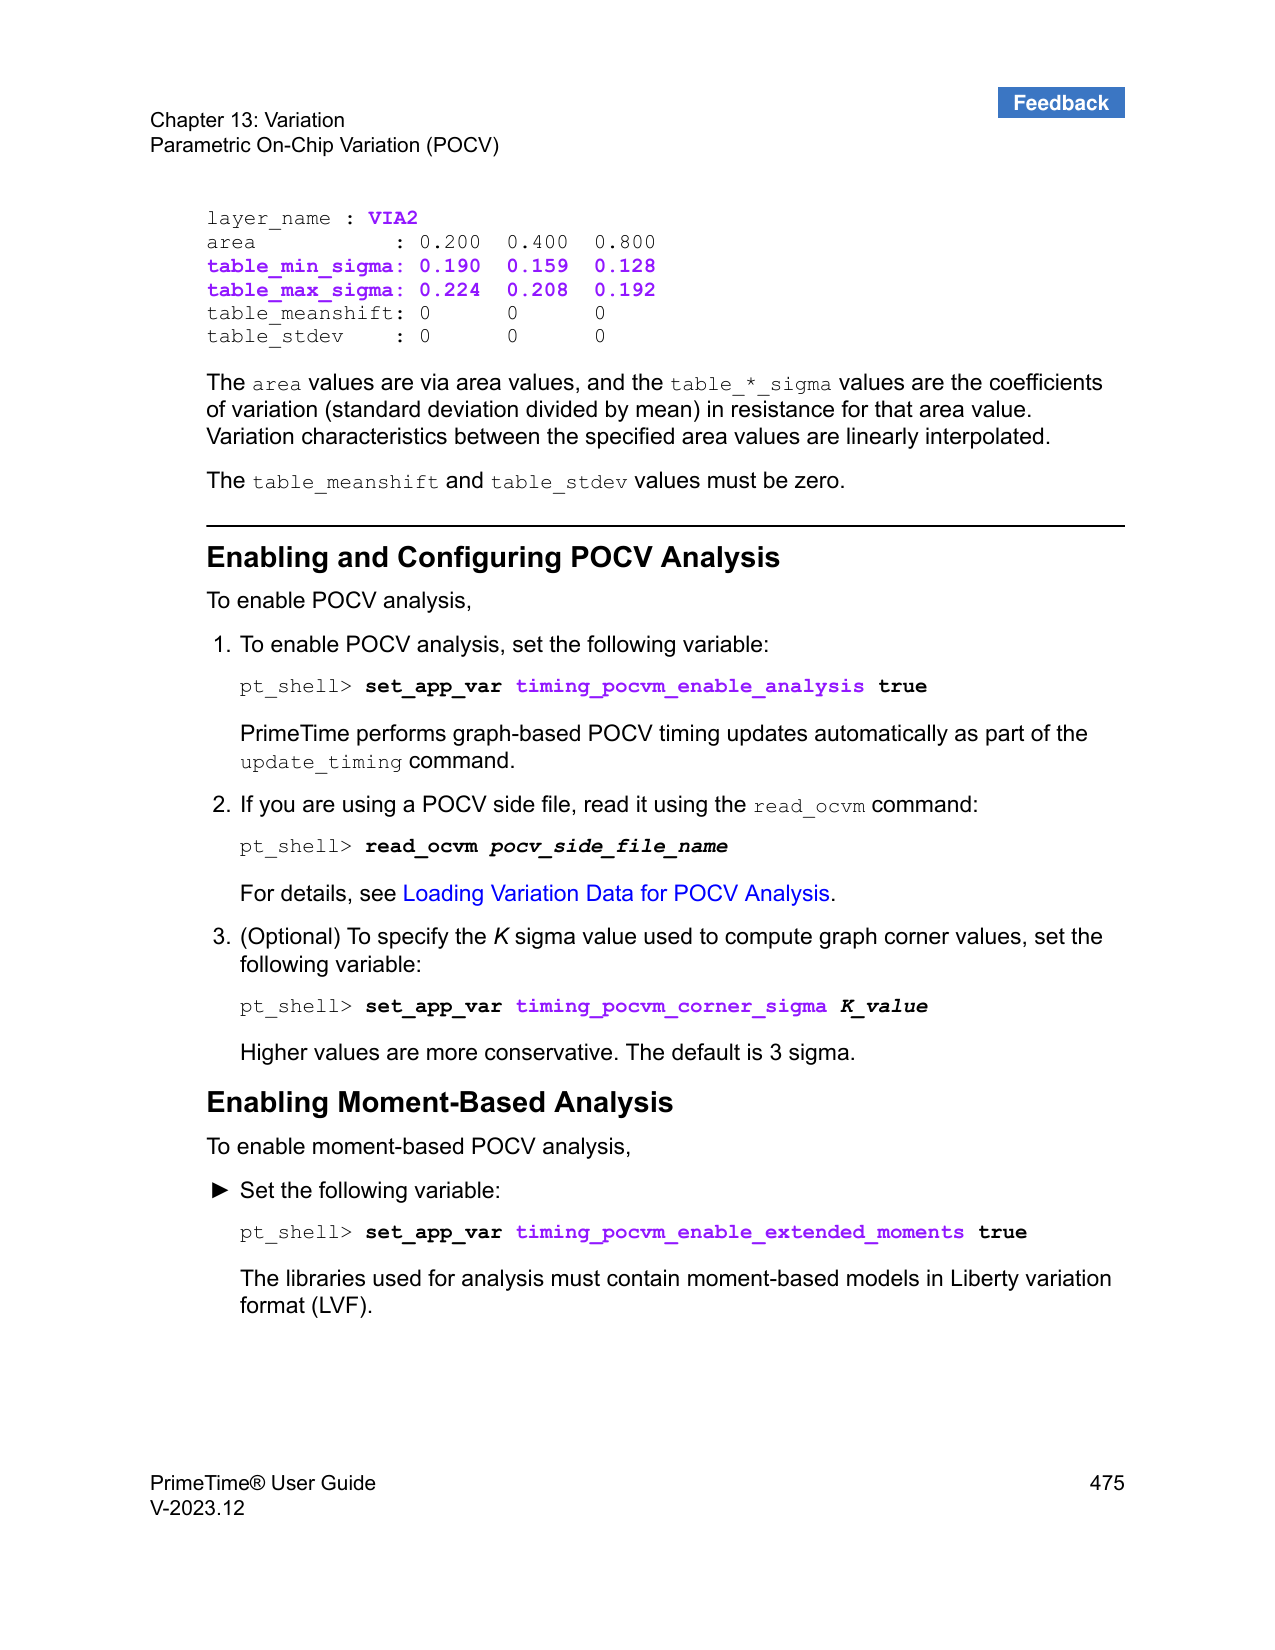 Feedback
Chapter 13: Variation
Parametric On-Chip Variation (POCV)
layer_name : VIA2
area           : 0.200  0.400  0.800
table_min_sigma: 0.190  0.159  0.128
table_max_sigma: 0.224  0.208  0.192
table_meanshift: 0      0      0
table_stdev    : 0      0      0
The area values are via area values, and the table_*_sigma values are the coefficients
of variation (standard deviation divided by mean) in resistance for that area value.
Variation characteristics between the specified area values are linearly interpolated.
The table_meanshift and table_stdev values must be zero.
Enabling and Configuring POCV Analysis
To enable POCV analysis,
1. To enable POCV analysis, set the following variable:
pt_shell> set_app_var timing_pocvm_enable_analysis true
PrimeTime performs graph-based POCV timing updates automatically as part of the
update_timing command.
2. If you are using a POCV side file, read it using the read_ocvm command:
pt_shell> read_ocvm pocv_side_file_name
For details, see Loading Variation Data for POCV Analysis.
3. (Optional) To specify the K sigma value used to compute graph corner values, set the
following variable:
pt_shell> set_app_var timing_pocvm_corner_sigma K_value
Higher values are more conservative. The default is 3 sigma.
Enabling Moment-Based Analysis
To enable moment-based POCV analysis,
► Set the following variable:
pt_shell> set_app_var timing_pocvm_enable_extended_moments true
The libraries used for analysis must contain moment-based models in Liberty variation
format (LVF).
PrimeTime® User Guide 475
V-2023.12